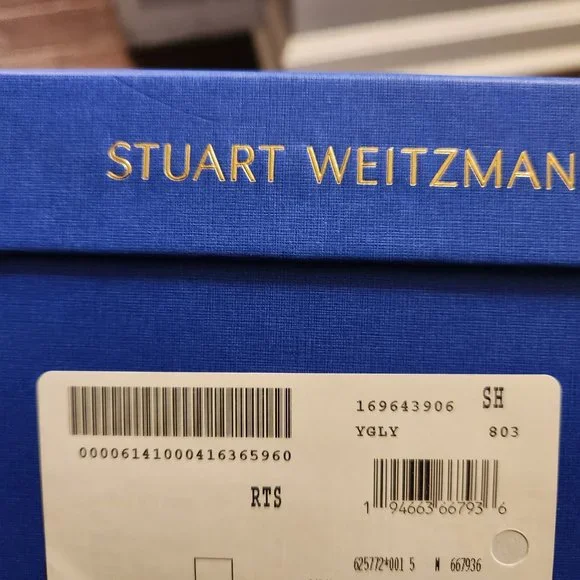 STUART WEITZMAN
169643906 SH
YGLY 803
00006141000416365960
RTS
1 94663 66793 6
625772*001 5 M 667936